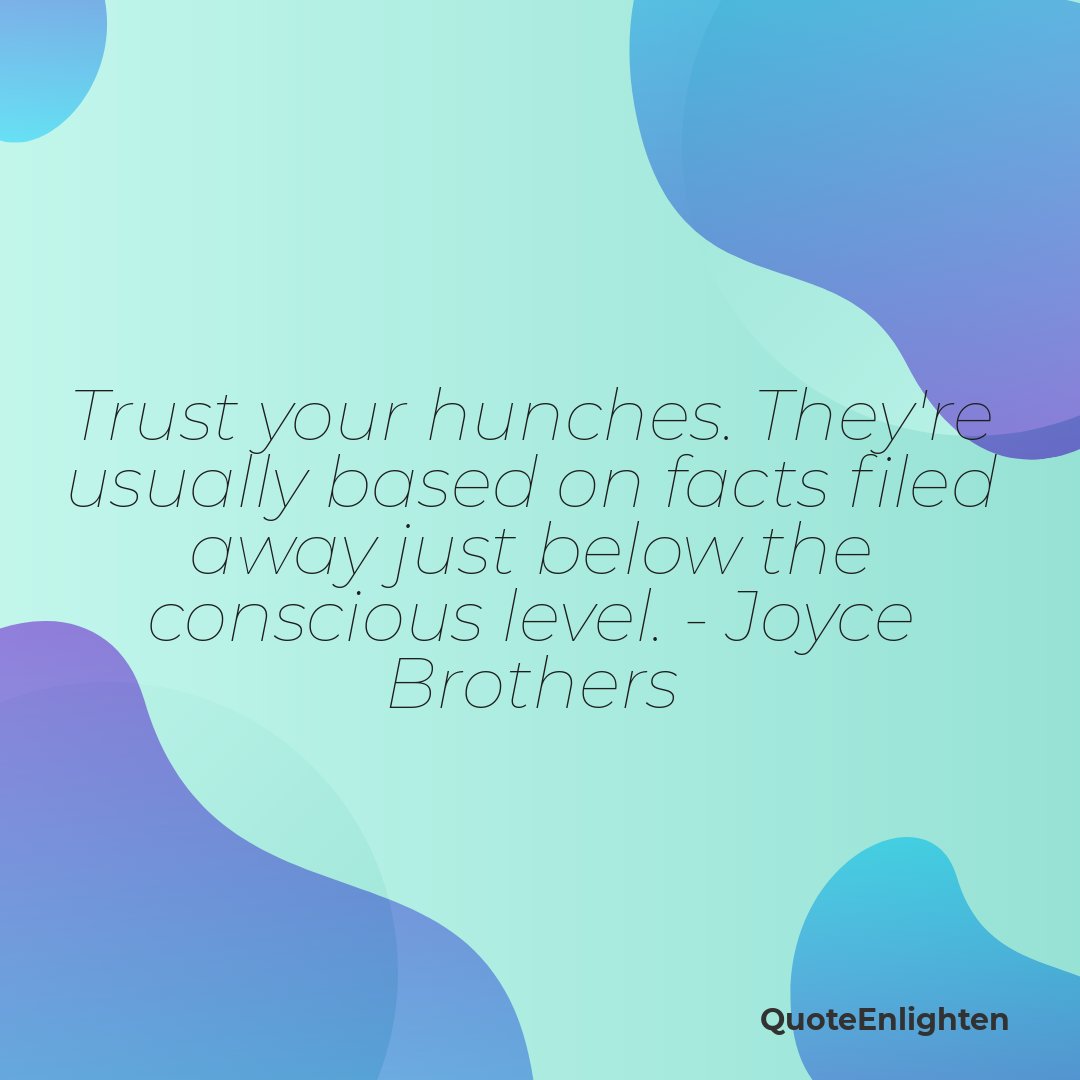 Trust your hunches. They're
usually based on facts filed
away just below the
conscious level. - Joyce
Brothers
QuoteEnlighten